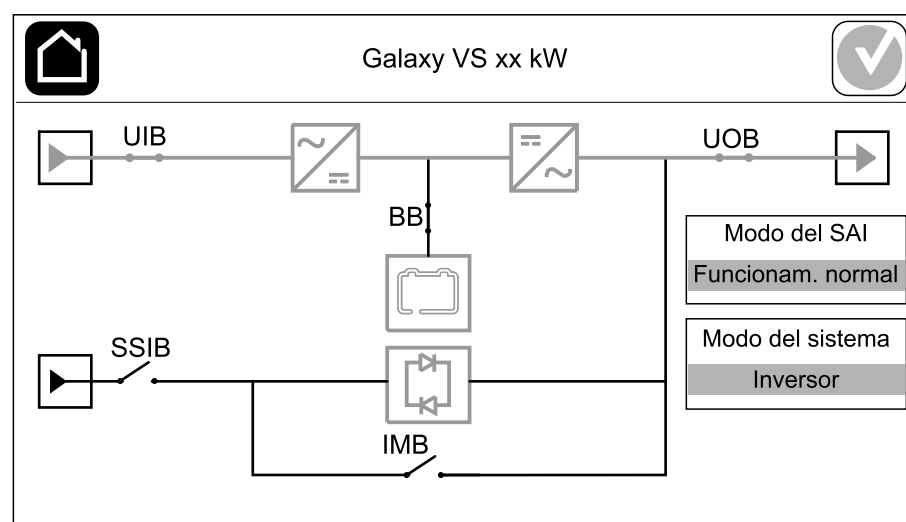 Galaxy VS xx kW
UIB
UOB
BB
Modo del SAI
Funcionam. normal
SSIB
Modo del sistema
Inversor
IMB